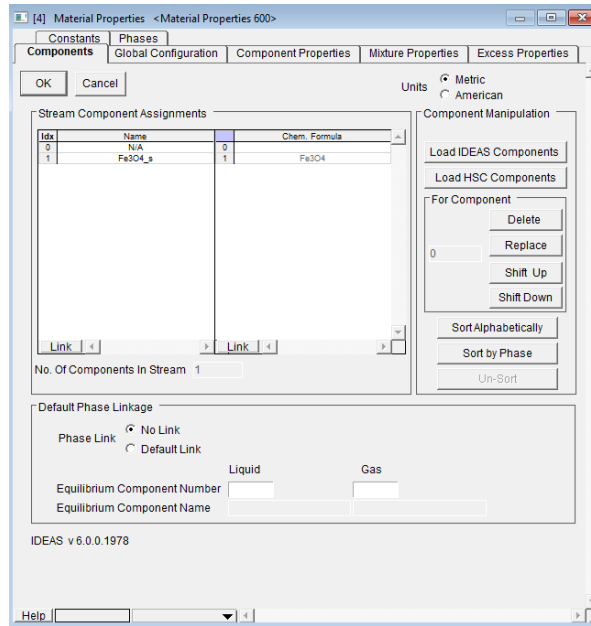 [4] Material Properties <Material Properties 600>
Constants Phases
Components Global Configuration Component Properties Mixture Properties Excess Properties
OK Cancel Units Metric
American
Stream Component Assignments Component Manipulation
Idx Name Chem. Formula
0 N/A 0
1 Fe3O4_s 1 Fe3O4
Load IDEAS Components
Load HSC Components
For Component
Delete
0 Replace
Shift Up
Shift Down
Link Link
Sort Alphabetically
Sort by Phase
Un-Sort
No. Of Components In Stream 1
Default Phase Linkage
Phase Link No Link
Default Link
Liquid Gas
Equilibrium Component Number
Equilibrium Component Name
IDEAS v 6.0.0.1978
Help